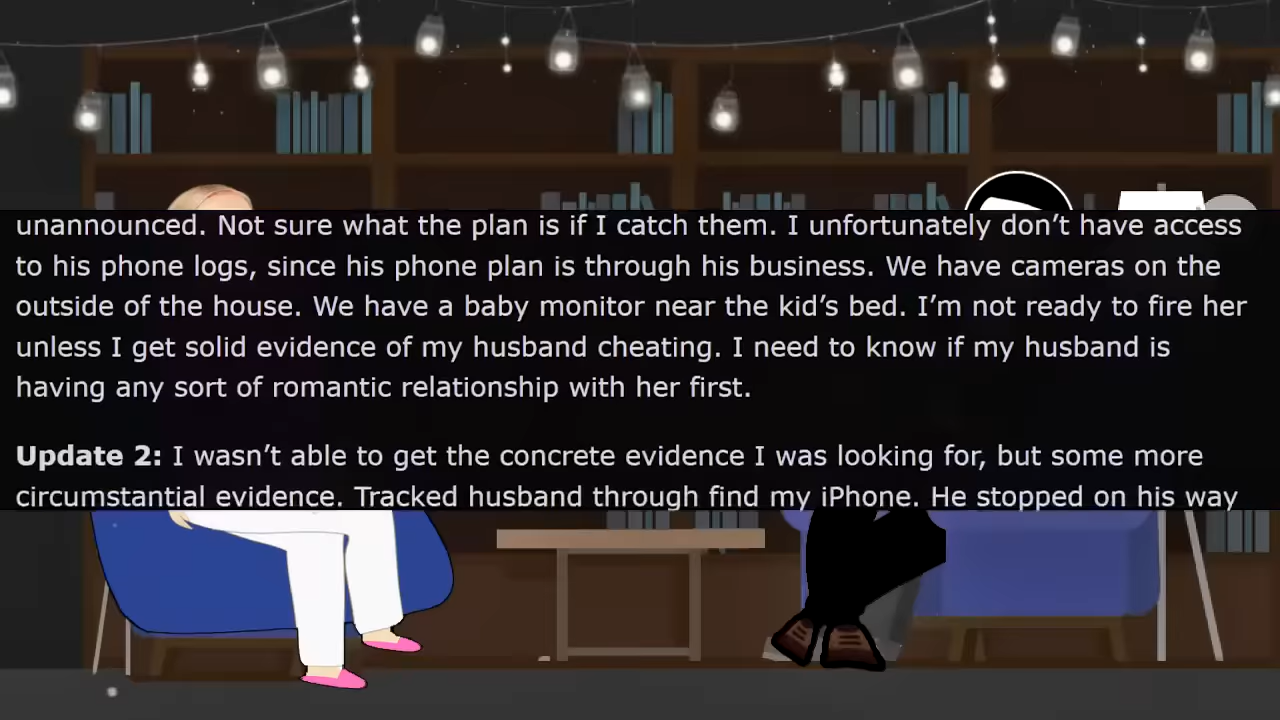 unannounced. Not sure what the plan is if I catch them. I unfortunately don’t have access
to his phone logs, since his phone plan is through his business. We have cameras on the
outside of the house. We have a baby monitor near the kid’s bed. I’m not ready to fire her
unless I get solid evidence of my husband cheating. I need to know if my husband is
having any sort of romantic relationship with her first.
Update 2: I wasn’t able to get the concrete evidence I was looking for, but some more
circumstantial evidence. Tracked husband through find my iPhone. He stopped on his way